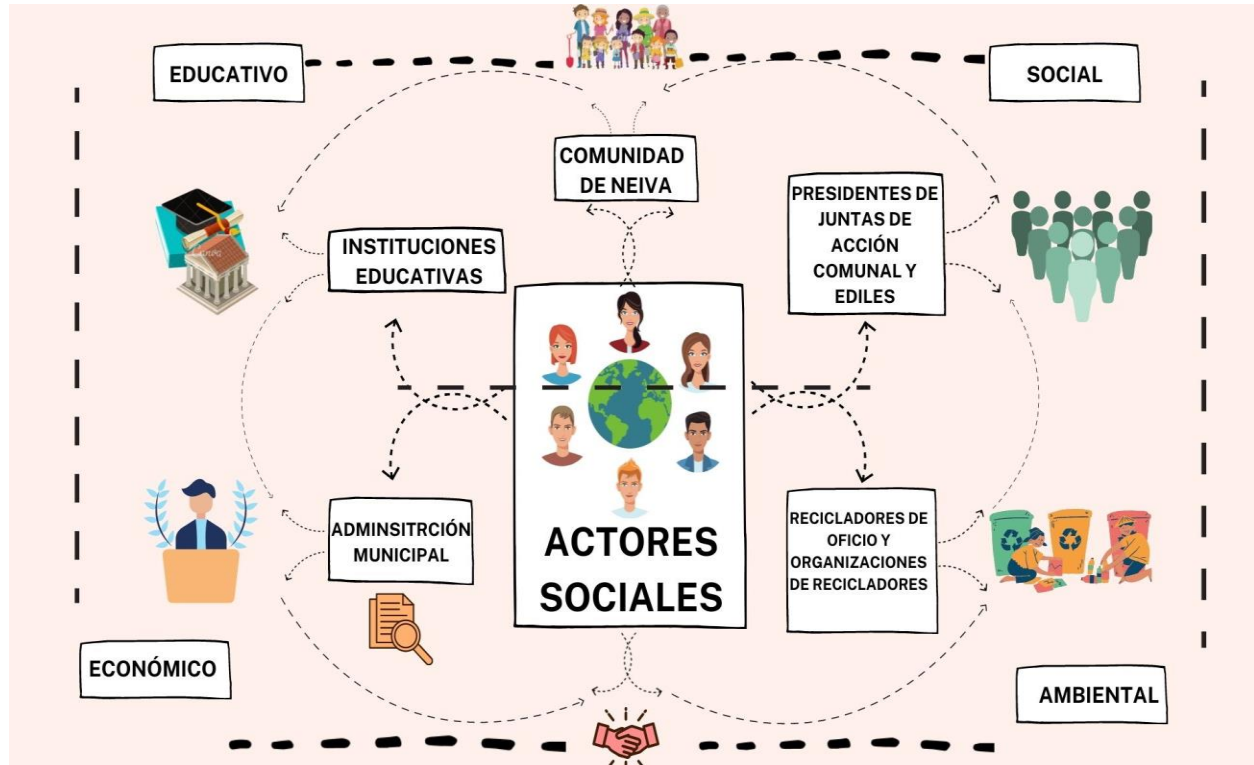 EDUCATIVO
SOCIAL
COMUNIDAD
DE NEIVA
PRESIDENTES DE
JUNTAS DE
ACCIÓN
COMUNAL Y
EDILES
INSTITUCIONES
EDUCATIVAS
ADMINSITRCIÓN
MUNICIPAL
ACTORES
SOCIALES
RECICLADORES DE
OFICIO Y
ORGANIZACIONES
DE RECICLADORES
ECONÓMICO
AMBIENTAL